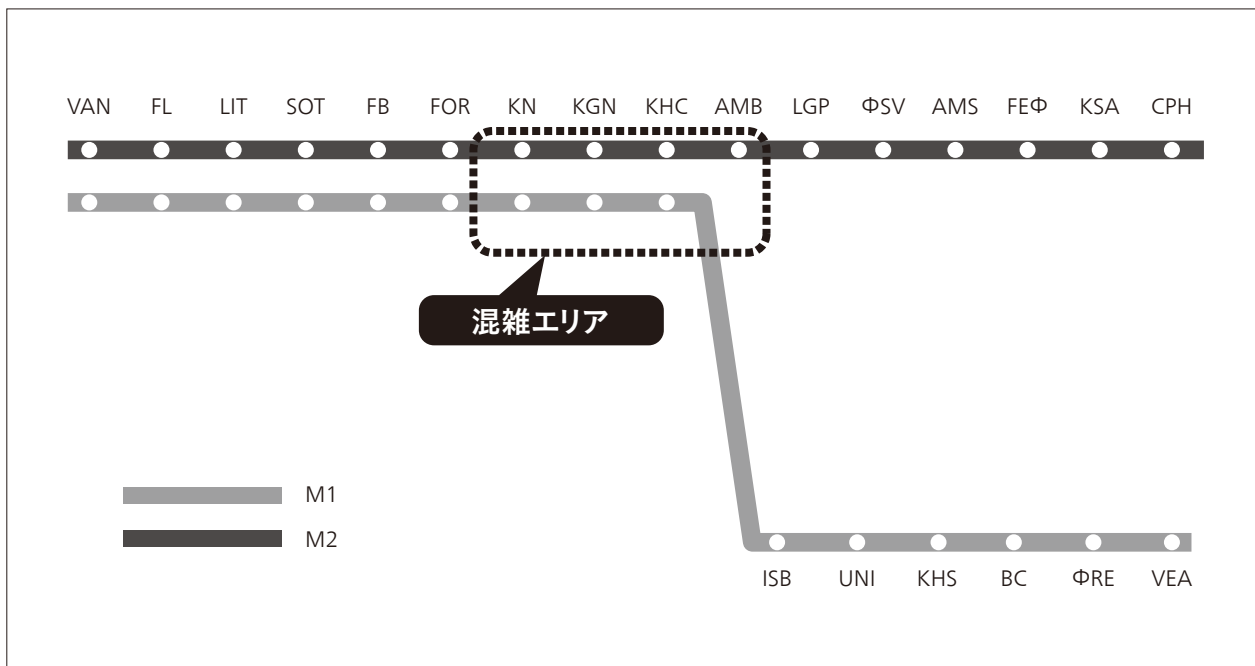 VAN FL LIT SOT FB FOR KN KGN KHC AMB LGP ΦSV AMS FEΦ KSA CPH
混雑エリア
M1
M2
ISB UNI KHS BC ΦRE VEA